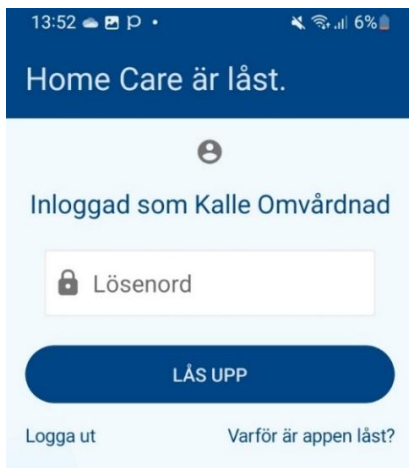 13:52 6%
Home Care är låst.
Inloggad som Kalle Omvårdnad
Lösenord
LÅS UPP
Logga ut Varför är appen låst?